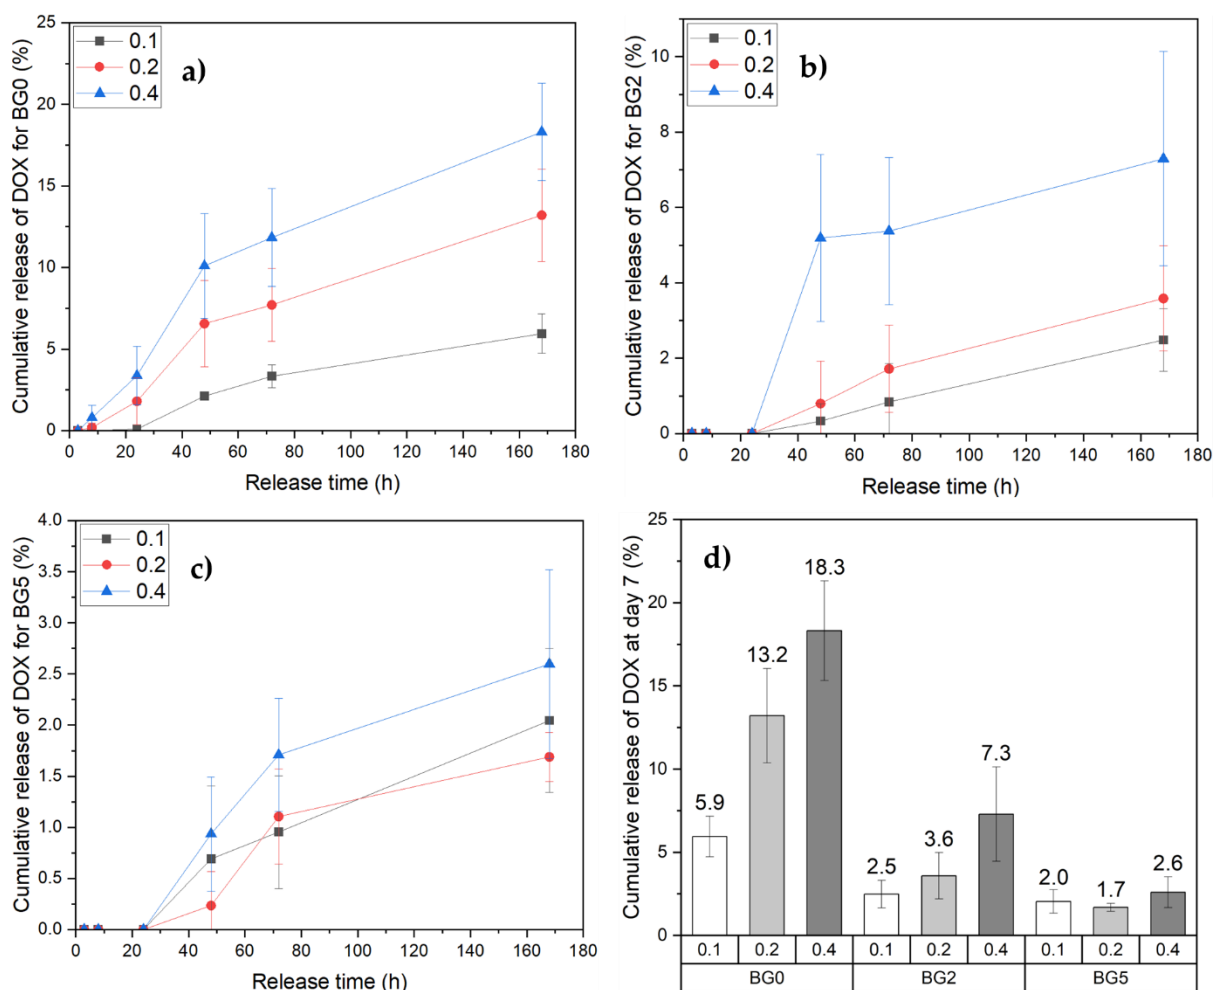 a)
Cumulative release of DOX for BG0 (%)
25
20
15
10
5
0
0.1
0.2
0.4
0 20 40 60 80 100 120 140 160 180
Release time (h)
b)
Cumulative release of DOX for BG2 (%)
10
8
6
4
2
0
0.1
0.2
0.4
0 20 40 60 80 100 120 140 160 180
Release time (h)
c)
Cumulative release of DOX for BG5 (%)
4.0
3.5
3.0
2.5
2.0
1.5
1.0
0.5
0.0
0.1
0.2
0.4
0 20 40 60 80 100 120 140 160 180
Release time (h)
d)
Cumulative release of DOX at day 7 (%)
25
20
15
10
5
0
5.9 13.2 18.3 2.5 3.6 7.3 2.0 1.7 2.6
0.1 0.2 0.4 0.1 0.2 0.4 0.1 0.2 0.4
BG0 BG2 BG5